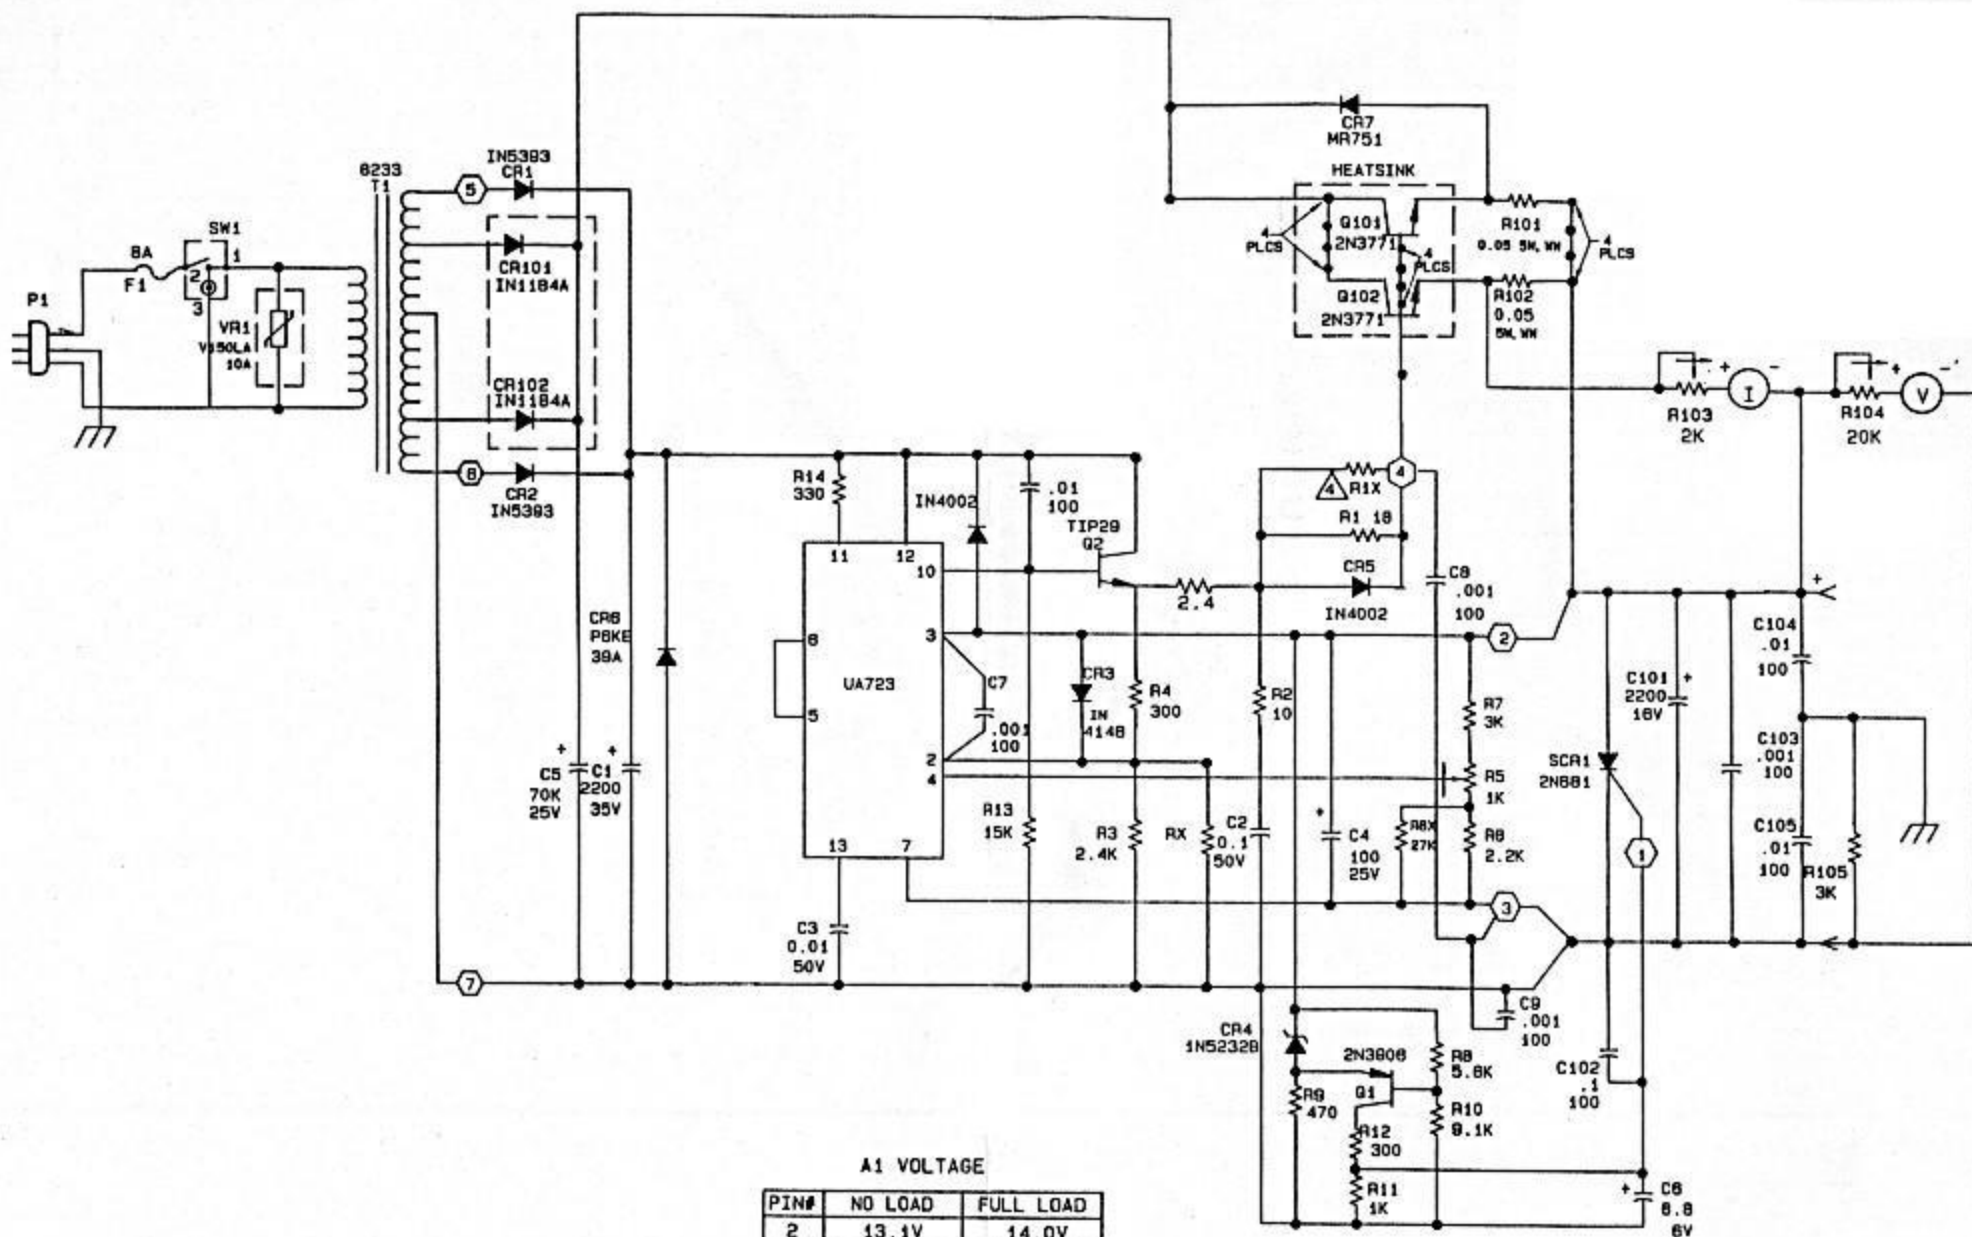 P1
8A
F1
SW1
1
2
3
VR1
V150LA
10A
6233
T1
5
IN5393
CR1
CR101
IN1184A
CR102
IN1184A
8
CR2
IN5393
7
C5
70K
25V
+
C1
2200
35V
+
CR6
P6KE
39A
R14
330
11
12
10
6
5
3
2
4
13
7
UA723
C3
0.01
50V
IN4002
.01
100
TIP29
Q2
2.4
C7
.001
100
CR3
IN
4148
R4
300
R13
15K
R3
2.4K
RX
R2
10
C2
0.1
50V
+
C4
100
25V
CR7
MR751
HEATSINK
4
PLCS
Q101
2N3771
4
PLCS
Q102
2N3771
R101
0.05 5W, WW
4
PLCS
R102
0.05
5W, WW
4
R1X
4
R1 18
CR5
IN4002
C8
.001
100
2
R7
3K
R5
1K
R6X
27K
R6
2.2K
3
C9
.001
100
CR4
1N5232B
2N3906
Q1
R9
470
R8
5.6K
R10
9.1K
R12
300
R11
1K
R103
2K
+
I
-
R104
20K
+
V
-
+
C104
.01
100
C101
2200
16V
+
C103
.001
100
SCR1
2N681
1
C105
.01
100
R105
3K
C102
.1
100
+
C6
6.8
6V
A1 VOLTAGE
PIN# NO LOAD FULL LOAD
2 13.1V 14.0V